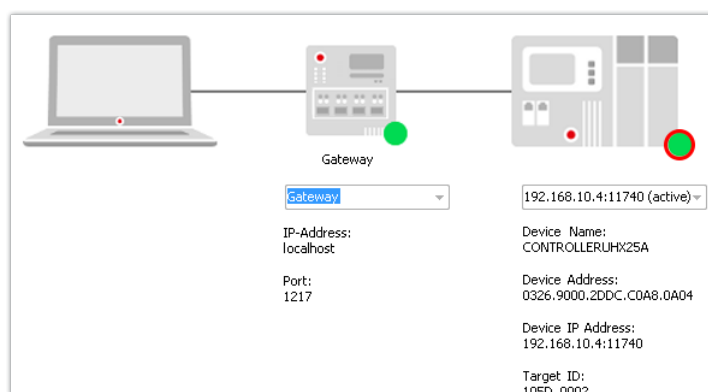 Gateway
Gateway
IP-Address:
localhost
Port:
1217
192.168.10.4:11740 (active)
Device Name:
CONTROLLERUHX25A
Device Address:
0326.9000.2DDC.C0A8.0A04
Device IP Address:
192.168.10.4:11740
Target ID: